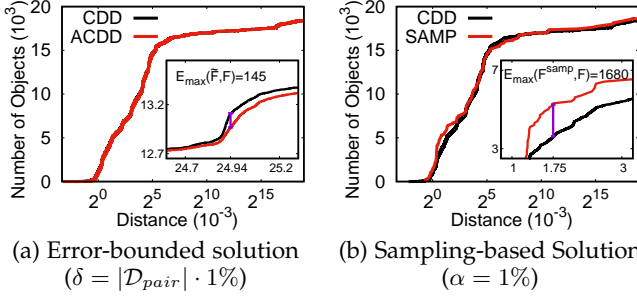 Number of Objects (10³)
20
15
10
5
0
CDD
ACDD
E_max(F̃,F)=145
13.2
12.7
24.7 24.94 25.2
2⁰ 2⁵ 2¹⁰ 2¹⁵
Distance (10⁻³)
(a) Error-bounded solution
(δ = |𝒟_pair| · 1%)
Number of Objects (10³)
20
15
10
5
0
CDD
SAMP
E_max(F^samp,F)=1680
7
3
1 1.75 3
2⁰ 2⁵ 2¹⁰ 2¹⁵
Distance (10⁻³)
(b) Sampling-based Solution
(α = 1%)